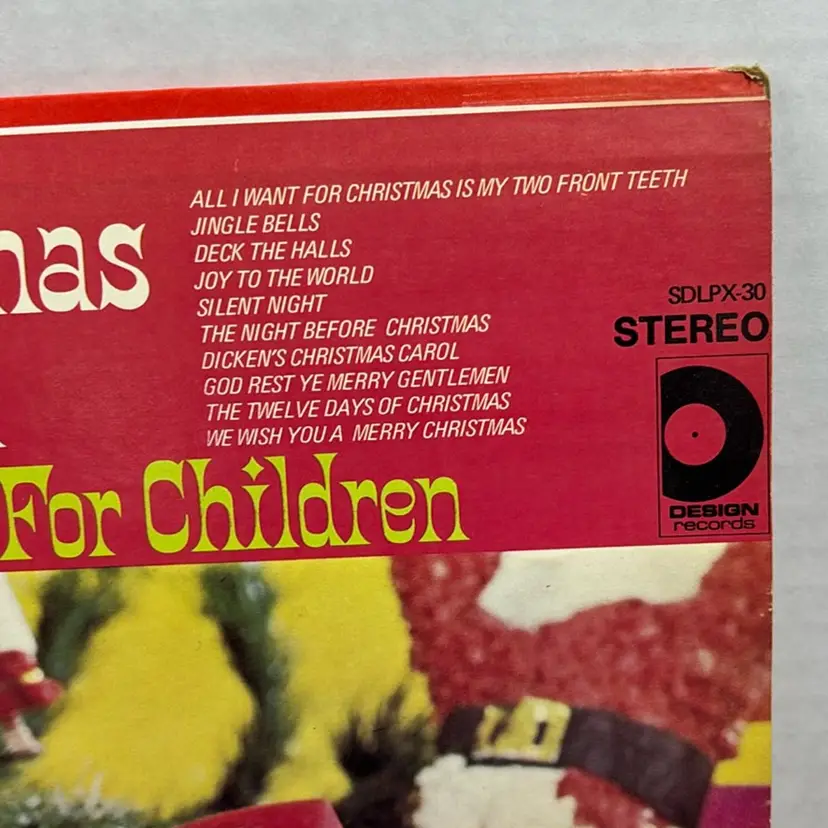 ALL I WANT FOR CHRISTMAS IS MY TWO FRONT TEETH
JINGLE BELLS
DECK THE HALLS
JOY TO THE WORLD
SILENT NIGHT
THE NIGHT BEFORE CHRISTMAS
DICKEN'S CHRISTMAS CAROL
GOD REST YE MERRY GENTLEMEN
THE TWELVE DAYS OF CHRISTMAS
WE WISH YOU A MERRY CHRISTMAS
For Children
SDLPX-30
STEREO
DESIGN
records